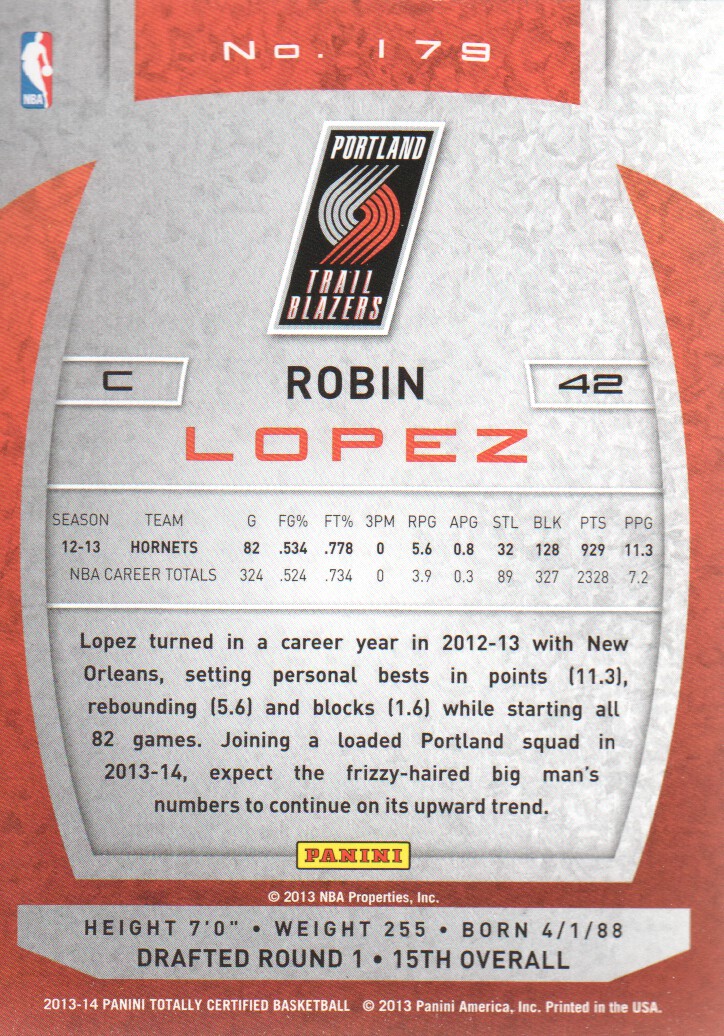 No. 179
NBA
PORTLAND
TRAIL
BLAZERS
C
ROBIN
42
LOPEZ
SEASON TEAM G FG% FT% 3PM RPG APG STL BLK PTS PPG
12-13 HORNETS 82 .534 .778 0 5.6 0.8 32 128 929 11.3
NBA CAREER TOTALS 324 .524 .734 0 3.9 0.3 89 327 2328 7.2
Lopez turned in a career year in 2012-13 with New
Orleans, setting personal bests in points (11.3),
rebounding (5.6) and blocks (1.6) while starting all
82 games. Joining a loaded Portland squad in
2013-14, expect the frizzy-haired big man's
numbers to continue on its upward trend.
PANINI
© 2013 NBA Properties, Inc.
HEIGHT 7'0" • WEIGHT 255 • BORN 4/1/88
DRAFTED ROUND 1 • 15TH OVERALL
2013-14 PANINI TOTALLY CERTIFIED BASKETBALL © 2013 Panini America, Inc. Printed in the USA.